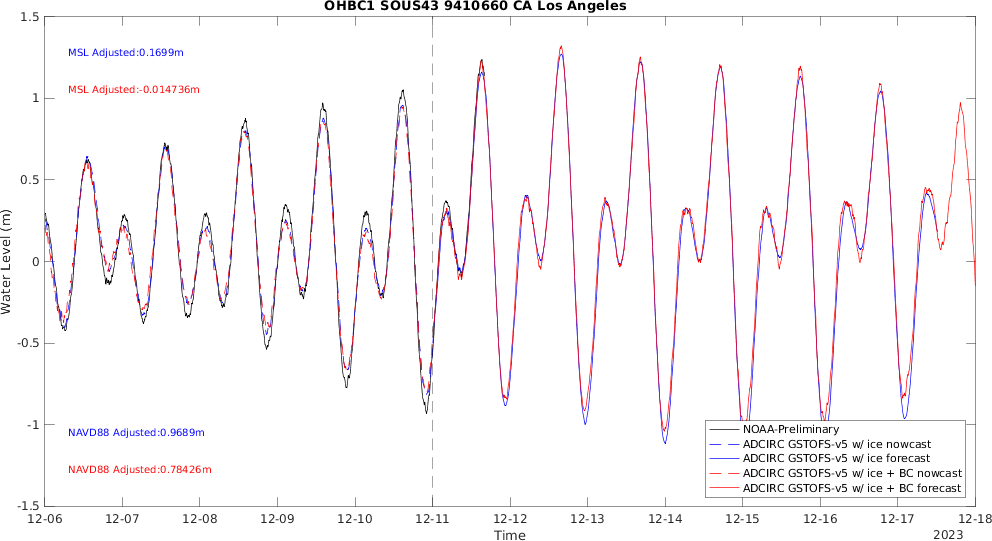 OHBC1 SOUS43 9410660 CA Los Angeles
1.5
1
0.5
0
-0.5
-1
-1.5
Water Level (m)
MSL Adjusted:0.1699m
MSL Adjusted:-0.014736m
NAVD88 Adjusted:0.9689m
NAVD88 Adjusted:0.78426m
NOAA-Preliminary
ADCIRC GSTOFS-v5 w/ ice nowcast
ADCIRC GSTOFS-v5 w/ ice forecast
ADCIRC GSTOFS-v5 w/ ice + BC nowcast
ADCIRC GSTOFS-v5 w/ ice + BC forecast
12-06 12-07 12-08 12-09 12-10 12-11 12-12 12-13 12-14 12-15 12-16 12-17 12-18
Time
2023